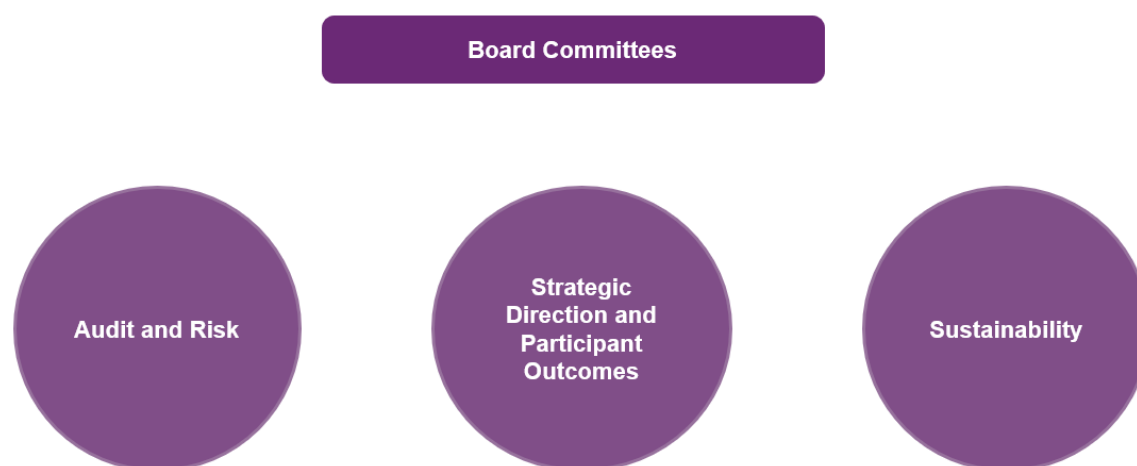 Board Committees
Audit and Risk
Strategic
Direction and
Participant
Outcomes
Sustainability